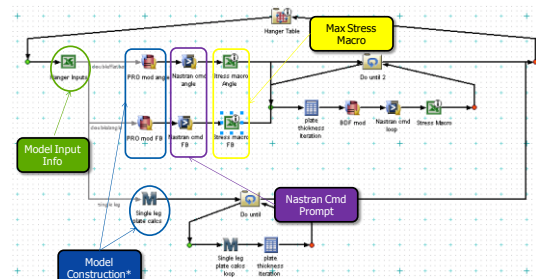 Hanger Table
Max Stress
Macro
Hanger Inputs
PRO mod angle
Nastran cmd
angle
Stress macro
Angle
Do until 2
PRO mod FB
Nastran cmd
FB
Stress macro
FB
plate
thickness
iteration
BDF mod
Nastran cmd
loop
Stress Macro
Model Input
Info
single leg
Single leg
plate calcs
Do until
Nastran Cmd
Prompt
Model
Construction*
Single leg
plate calcs
loop
plate
thickness
iteration